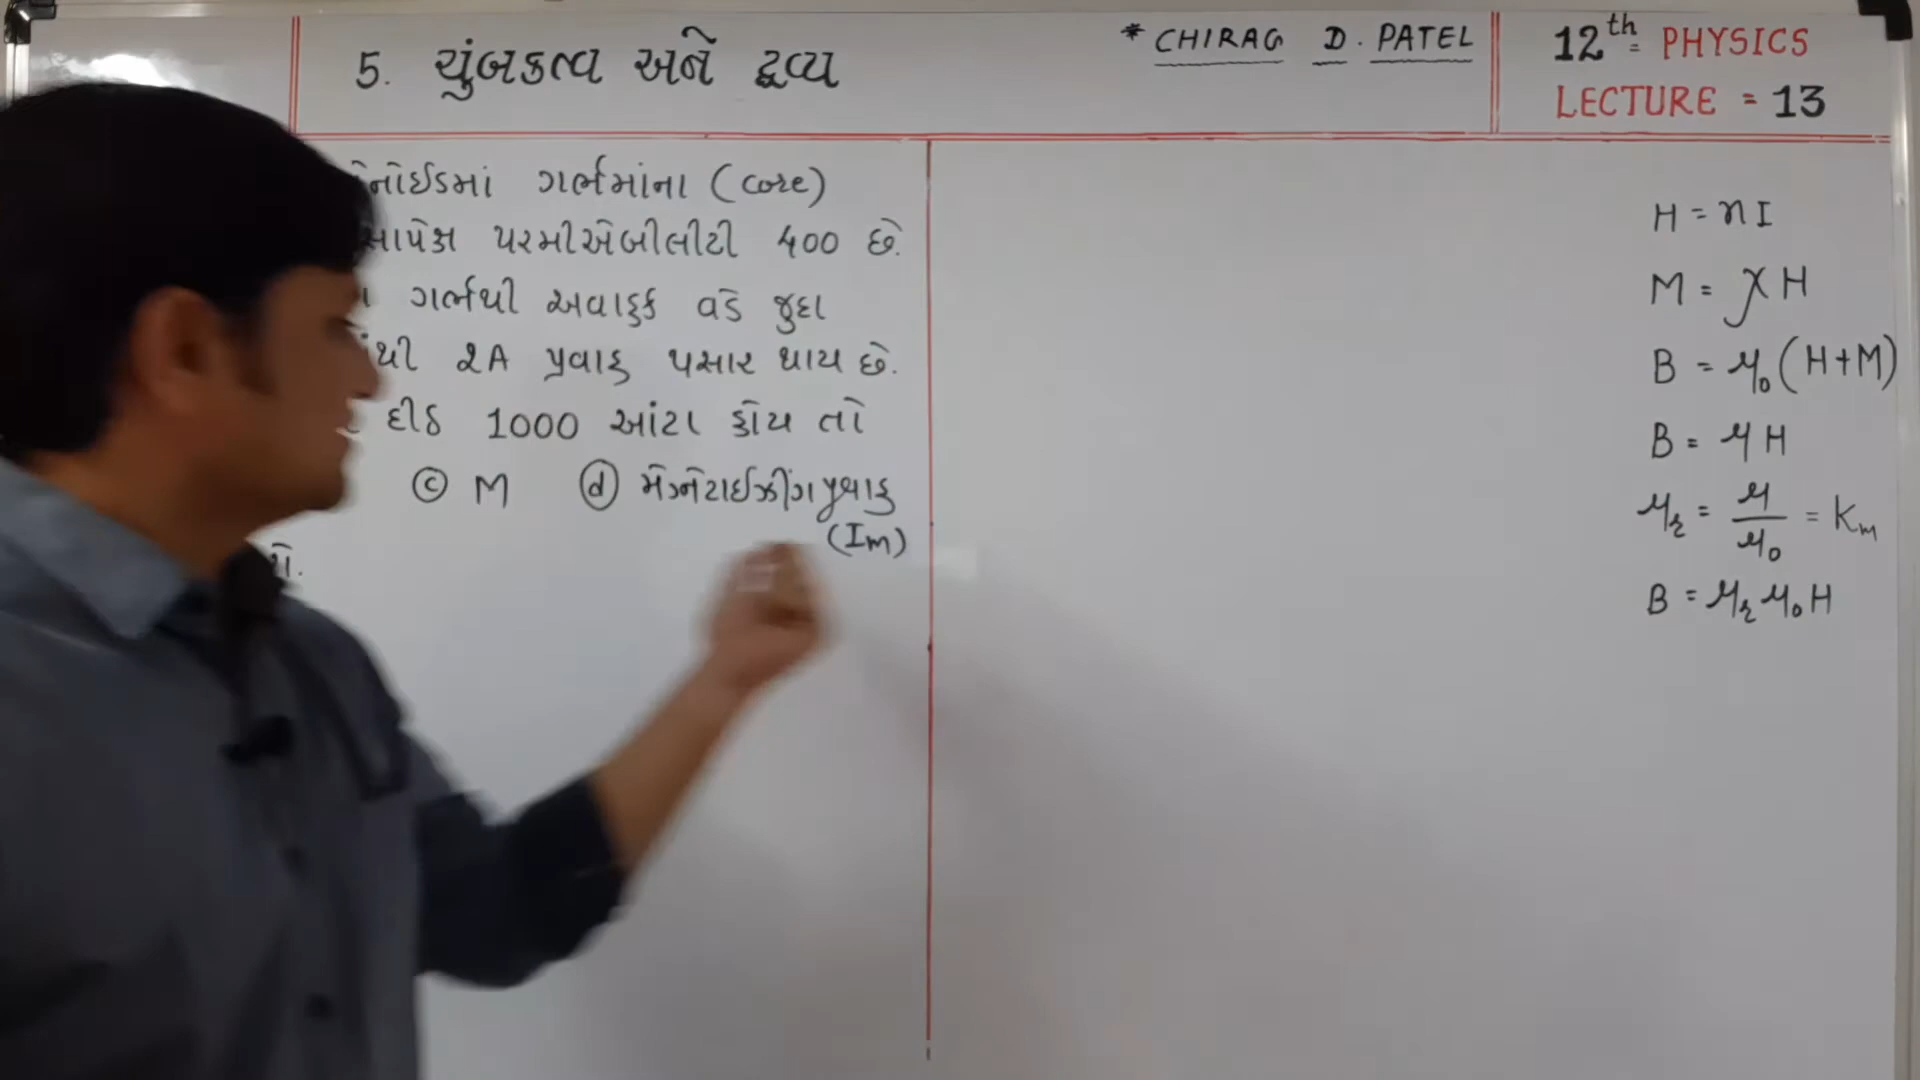 5. ચુંબકત્વ અને દ્રવ્ય
* CHIRAG D. PATEL
12th PHYSICS
LECTURE = 13
ગર્ભમાંના (core)
સાપેક્ષ પરમીએબીલીટી 400 છે.
ગર્ભથી અવાહક વડે જુદા
2A પ્રવાહ પસાર થાય છે.
દીઠ 1000 આંટા હોય તો
ⓒ M ⓓ મેગ્નેટાઈઝીંગ પ્રવાહ
(Im)
H = nI
M = χH
B = μ₀(H+M)
B = μH
μᵣ = μ/μ₀ = Kₘ
B = μᵣμ₀H